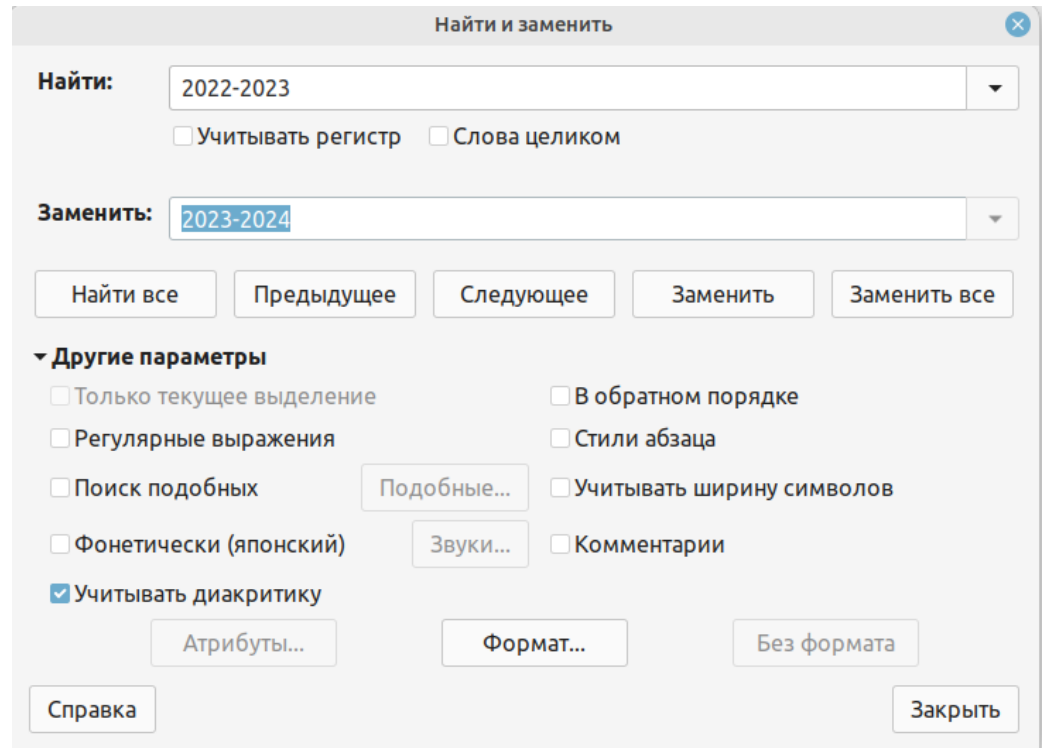 Найти и заменить
Найти: 2022-2023
Учитывать регистр Слова целиком
Заменить: 2023-2024
Найти все Предыдущее Следующее Заменить Заменить все
Другие параметры
Только текущее выделение В обратном порядке
Регулярные выражения Стили абзаца
Поиск подобных Подобные... Учитывать ширину символов
Фонетически (японский) Звуки... Комментарии
Учитывать диакритику
Атрибуты... Формат... Без формата
Справка Закрыть